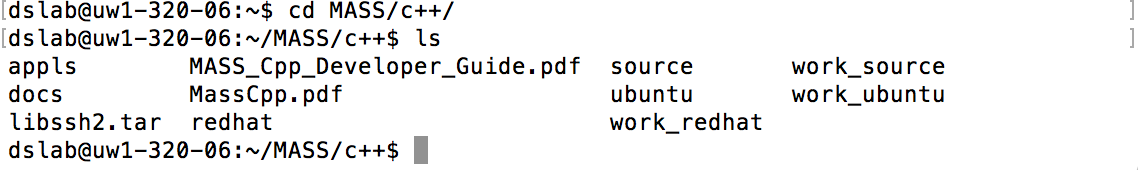 [dslab@uw1-320-06:~$ cd MASS/c++/ ]
[dslab@uw1-320-06:~/MASS/c++$ ls ]
appls MASS_Cpp_Developer_Guide.pdf source work_source
docs MassCpp.pdf ubuntu work_ubuntu
libssh2.tar redhat work_redhat
dslab@uw1-320-06:~/MASS/c++$